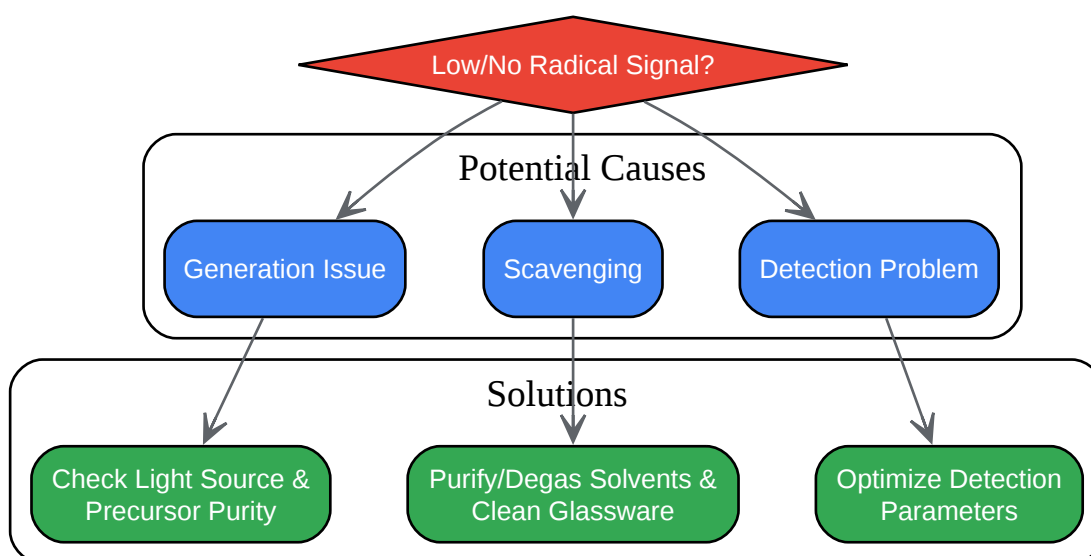 Low/No Radical Signal?
Potential Causes
Generation Issue
Scavenging
Detection Problem
Solutions
Check Light Source &
Precursor Purity
Purify/Degas Solvents &
Clean Glassware
Optimize Detection
Parameters